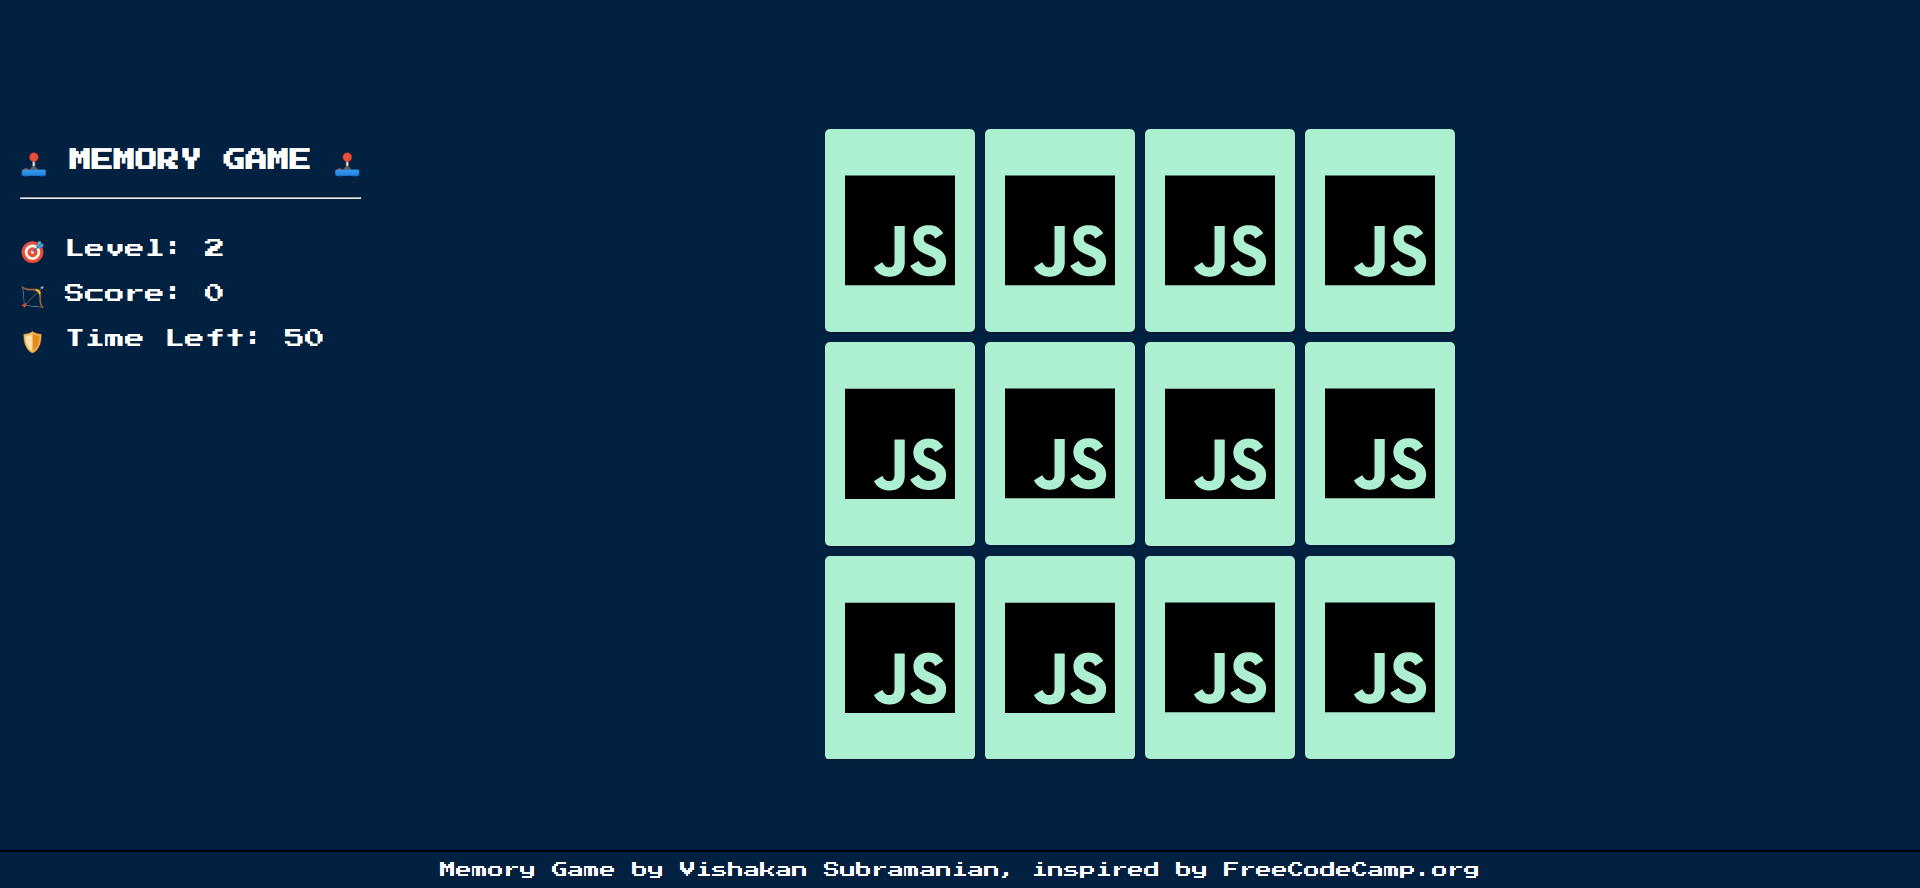 MEMORY GAME
Level: 2
Score: 0
Time Left: 50
JS JS JS JS
JS JS JS JS
JS JS JS JS
Memory Game by Vishakan Subramanian, inspired by FreeCodeCamp.org